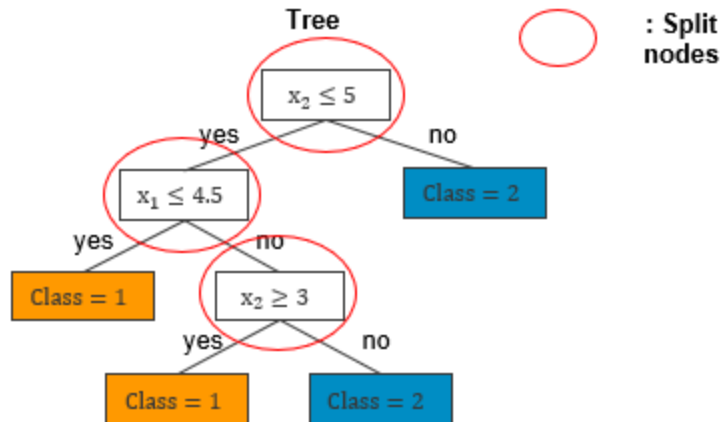 Tree
: Split
nodes
x₂ ≤ 5
yes
no
x₁ ≤ 4.5
Class = 2
yes
no
Class = 1
x₂ ≥ 3
yes
no
Class = 1
Class = 2